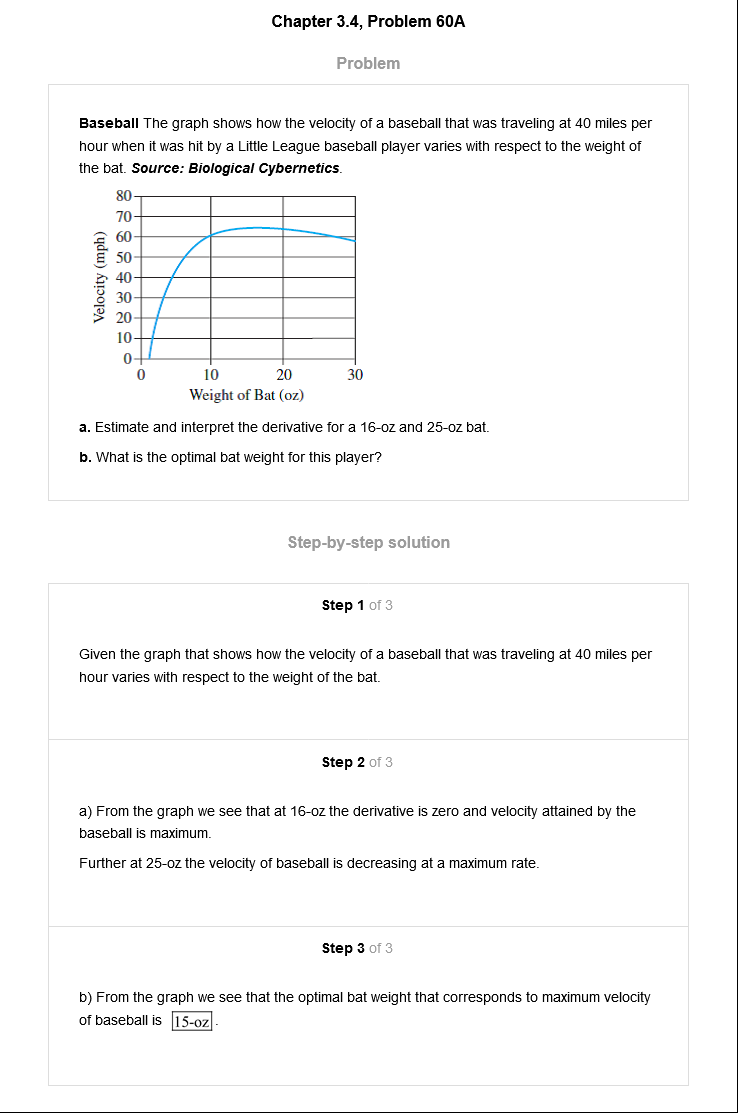 Chapter 3.4, Problem 60A
Problem
Baseball The graph shows how the velocity of a baseball that was traveling at 40 miles per
hour when it was hit by a Little League baseball player varies with respect to the weight of
the bat. Source: Biological Cybernetics.
80
70
60
50
40
30
20
10
0
Velocity (mph)
0 10 20 30
Weight of Bat (oz)
a. Estimate and interpret the derivative for a 16-oz and 25-oz bat.
b. What is the optimal bat weight for this player?
Step-by-step solution
Step 1 of 3
Given the graph that shows how the velocity of a baseball that was traveling at 40 miles per
hour varies with respect to the weight of the bat.
Step 2 of 3
a) From the graph we see that at 16-oz the derivative is zero and velocity attained by the
baseball is maximum.
Further at 25-oz the velocity of baseball is decreasing at a maximum rate.
Step 3 of 3
b) From the graph we see that the optimal bat weight that corresponds to maximum velocity
of baseball is 15-oz.